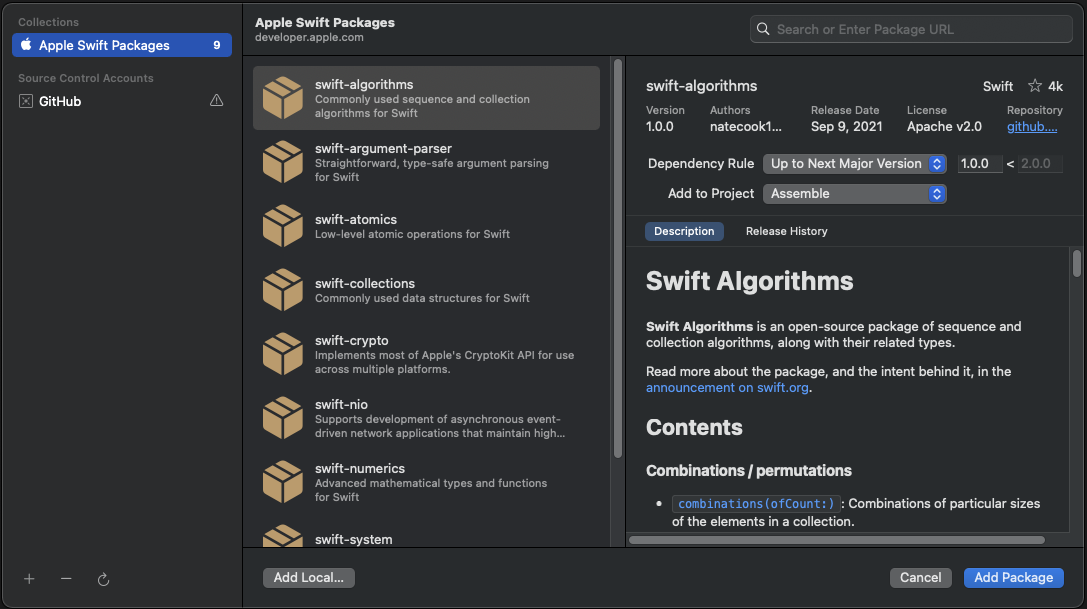 Collections
Apple Swift Packages 9
Source Control Accounts
GitHub
Apple Swift Packages
developer.apple.com
Search or Enter Package URL
swift-algorithms
Commonly used sequence and collection
algorithms for Swift
swift-argument-parser
Straightforward, type-safe argument parsing
for Swift
swift-atomics
Low-level atomic operations for Swift
swift-collections
Commonly used data structures for Swift
swift-crypto
Implements most of Apple's CryptoKit API for use
across multiple platforms.
swift-nio
Supports development of asynchronous event-
driven network applications that maintain high...
swift-numerics
Advanced mathematical types and functions
for Swift
swift-system
swift-algorithms Swift ☆ 4k
Version Authors Release Date License Repository
1.0.0 natecook1... Sep 9, 2021 Apache v2.0 github....
Dependency Rule Up to Next Major Version 1.0.0 < 2.0.0
Add to Project Assemble
Description Release History
Swift Algorithms
Swift Algorithms is an open-source package of sequence and
collection algorithms, along with their related types.
Read more about the package, and the intent behind it, in the
announcement on swift.org.
Contents
Combinations / permutations
• combinations(ofCount:) : Combinations of particular sizes
of the elements in a collection.
Add Local... Cancel Add Package